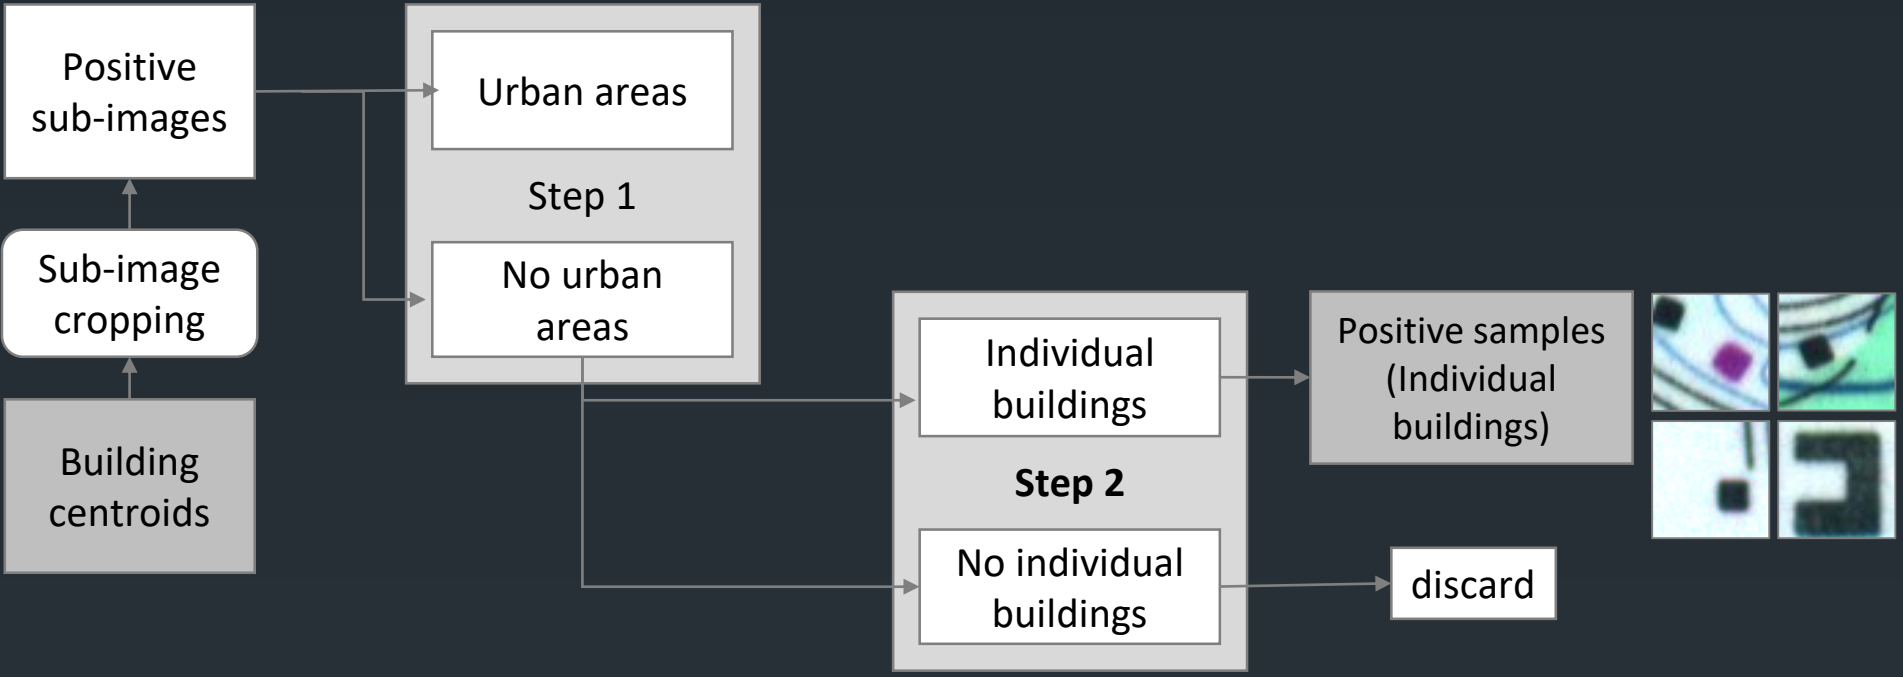 Positive
sub-images
Sub-image
cropping
Building
centroids
Urban areas
Step 1
No urban
areas
Individual
buildings
Step 2
No individual
buildings
Positive samples
(Individual
buildings)
discard